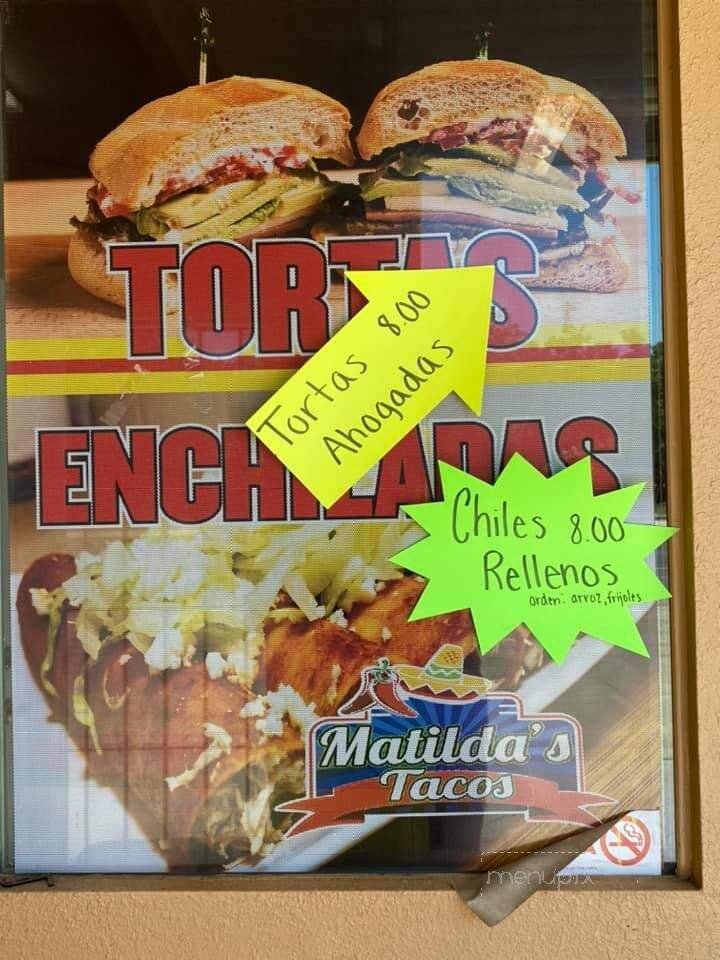 TORTAS
Tortas 8.00
Ahogadas
ENCHILADAS
Chiles 8.00
Rellenos
orden: arroz, frijoles
Matilda's
Tacos
menupix